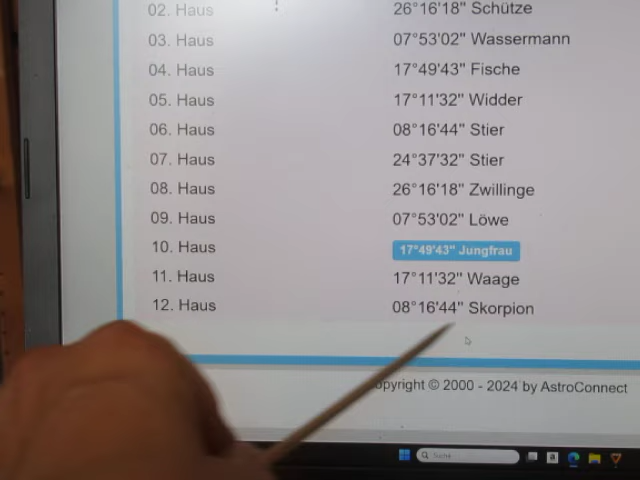 02. Haus 26°16'18" Schütze
03. Haus 07°53'02" Wassermann
04. Haus 17°49'43" Fische
05. Haus 17°11'32" Widder
06. Haus 08°16'44" Stier
07. Haus 24°37'32" Stier
08. Haus 26°16'18" Zwillinge
09. Haus 07°53'02" Löwe
10. Haus 17°49'43" Jungfrau
11. Haus 17°11'32" Waage
12. Haus 08°16'44" Skorpion
opyright © 2000 - 2024 by AstroConnect
Suche